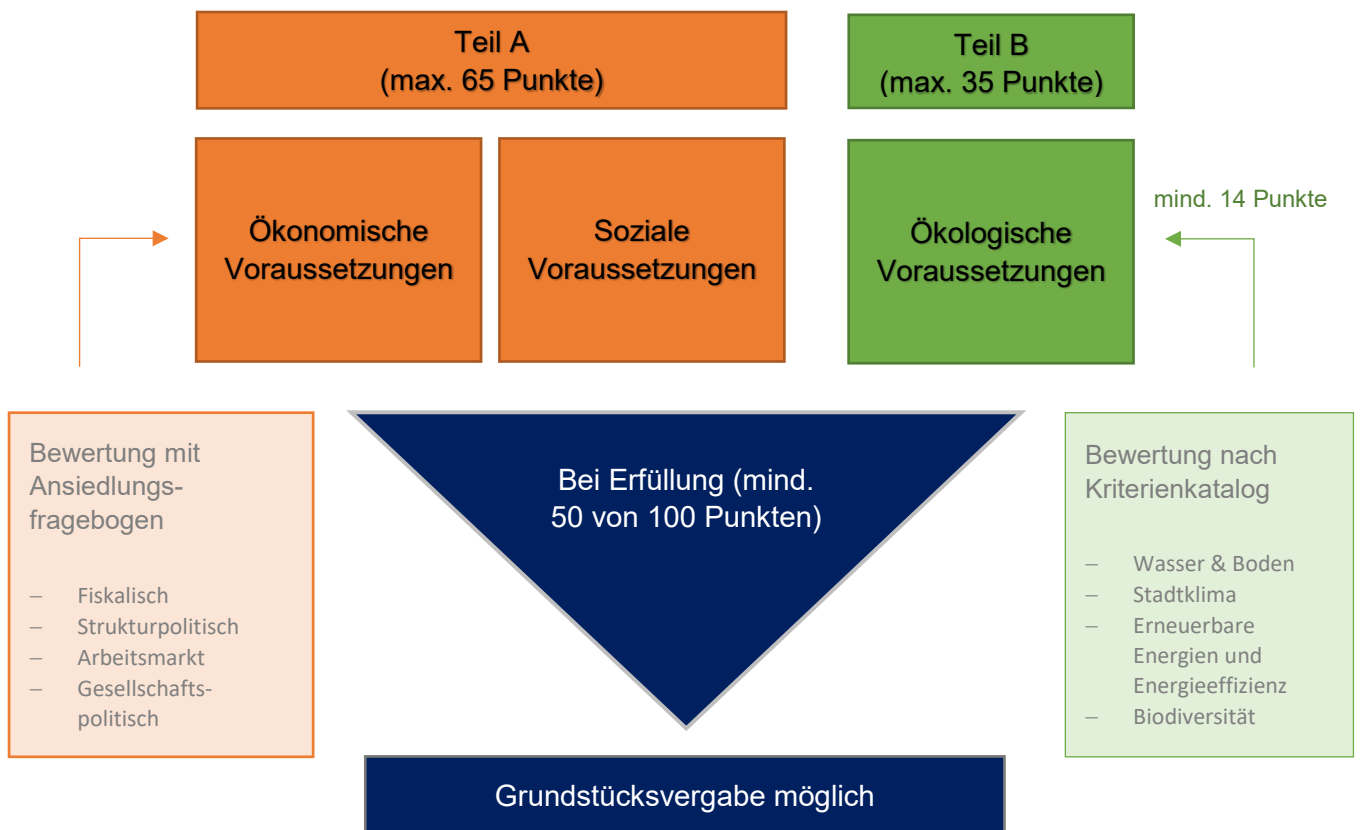 Teil A
(max. 65 Punkte)
Teil B
(max. 35 Punkte)
Ökonomische
Voraussetzungen
Soziale
Voraussetzungen
Ökologische
Voraussetzungen
mind. 14 Punkte
Bewertung mit
Ansiedlungs-
fragebogen
– Fiskalisch
– Strukturpolitisch
– Arbeitsmarkt
– Gesellschafts-
politisch
Bei Erfüllung (mind.
50 von 100 Punkten)
Bewertung nach
Kriterienkatalog
– Wasser & Boden
– Stadtklima
– Erneuerbare
Energien und
Energieeffizienz
– Biodiversität
Grundstücksvergabe möglich